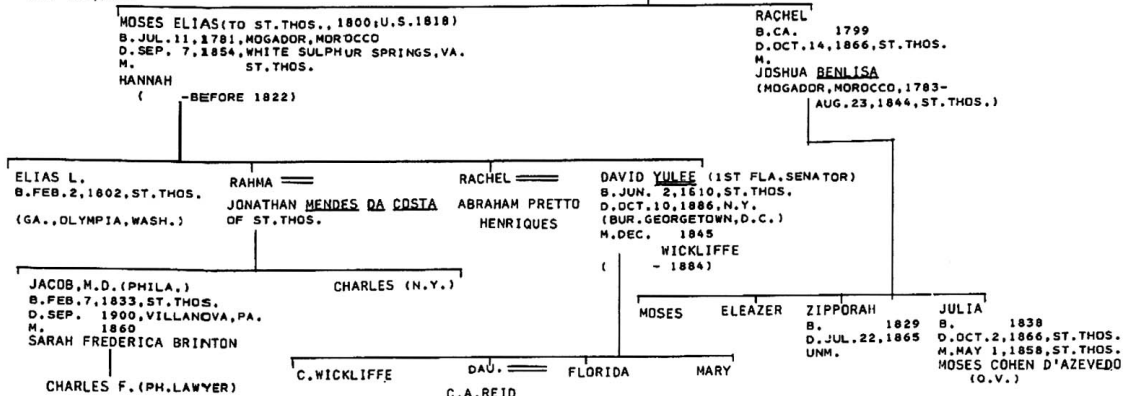 MOSES ELIAS(TO ST.THOS., 1800;U.S.1818)
B.JUL.11,1781,MOGADOR,MOROCCO
D.SEP. 7,1854,WHITE SULPHUR SPRINGS,VA.
M. ST.THOS.
HANNAH
( -BEFORE 1822)
RACHEL
B.CA. 1799
D.OCT.14,1866,ST.THOS.
M.
JOSHUA BENLISA
(MOGADOR,MOROCCO,1783-
AUG.23,1844,ST.THOS.)
ELIAS L.
B.FEB.2,1802,ST.THOS.
(GA.,OLYMPIA,WASH.)
RAHMA
JONATHAN MENDES DA COSTA
OF ST.THOS.
RACHEL
ABRAHAM PRETTO
HENRIQUES
DAVID YULEE (1ST FLA.SENATOR)
B.JUN. 2,1810,ST.THOS.
D.OCT.10,1886,N.Y.
(BUR.GEORGETOWN,D.C.)
M.DEC. 1845
WICKLIFFE
( - 1884)
JACOB,M.D.(PHILA.)
B.FEB.7,1833,ST.THOS.
D.SEP. 1900,VILLANOVA,PA.
M. 1860
SARAH FREDERICA BRINTON
CHARLES (N.Y.)
CHARLES F.(PH.LAWYER)
C.WICKLIFFE
DAU.
C.A.REID
FLORIDA
MARY
MOSES
ELEAZER
ZIPPORAH
B. 1829
D.JUL.22,1865
UNM.
JULIA
B. 1838
D.OCT.2,1866,ST.THOS.
M.MAY 1,1858,ST.THOS.
MOSES COHEN D'AZEVEDO
(Q.V.)